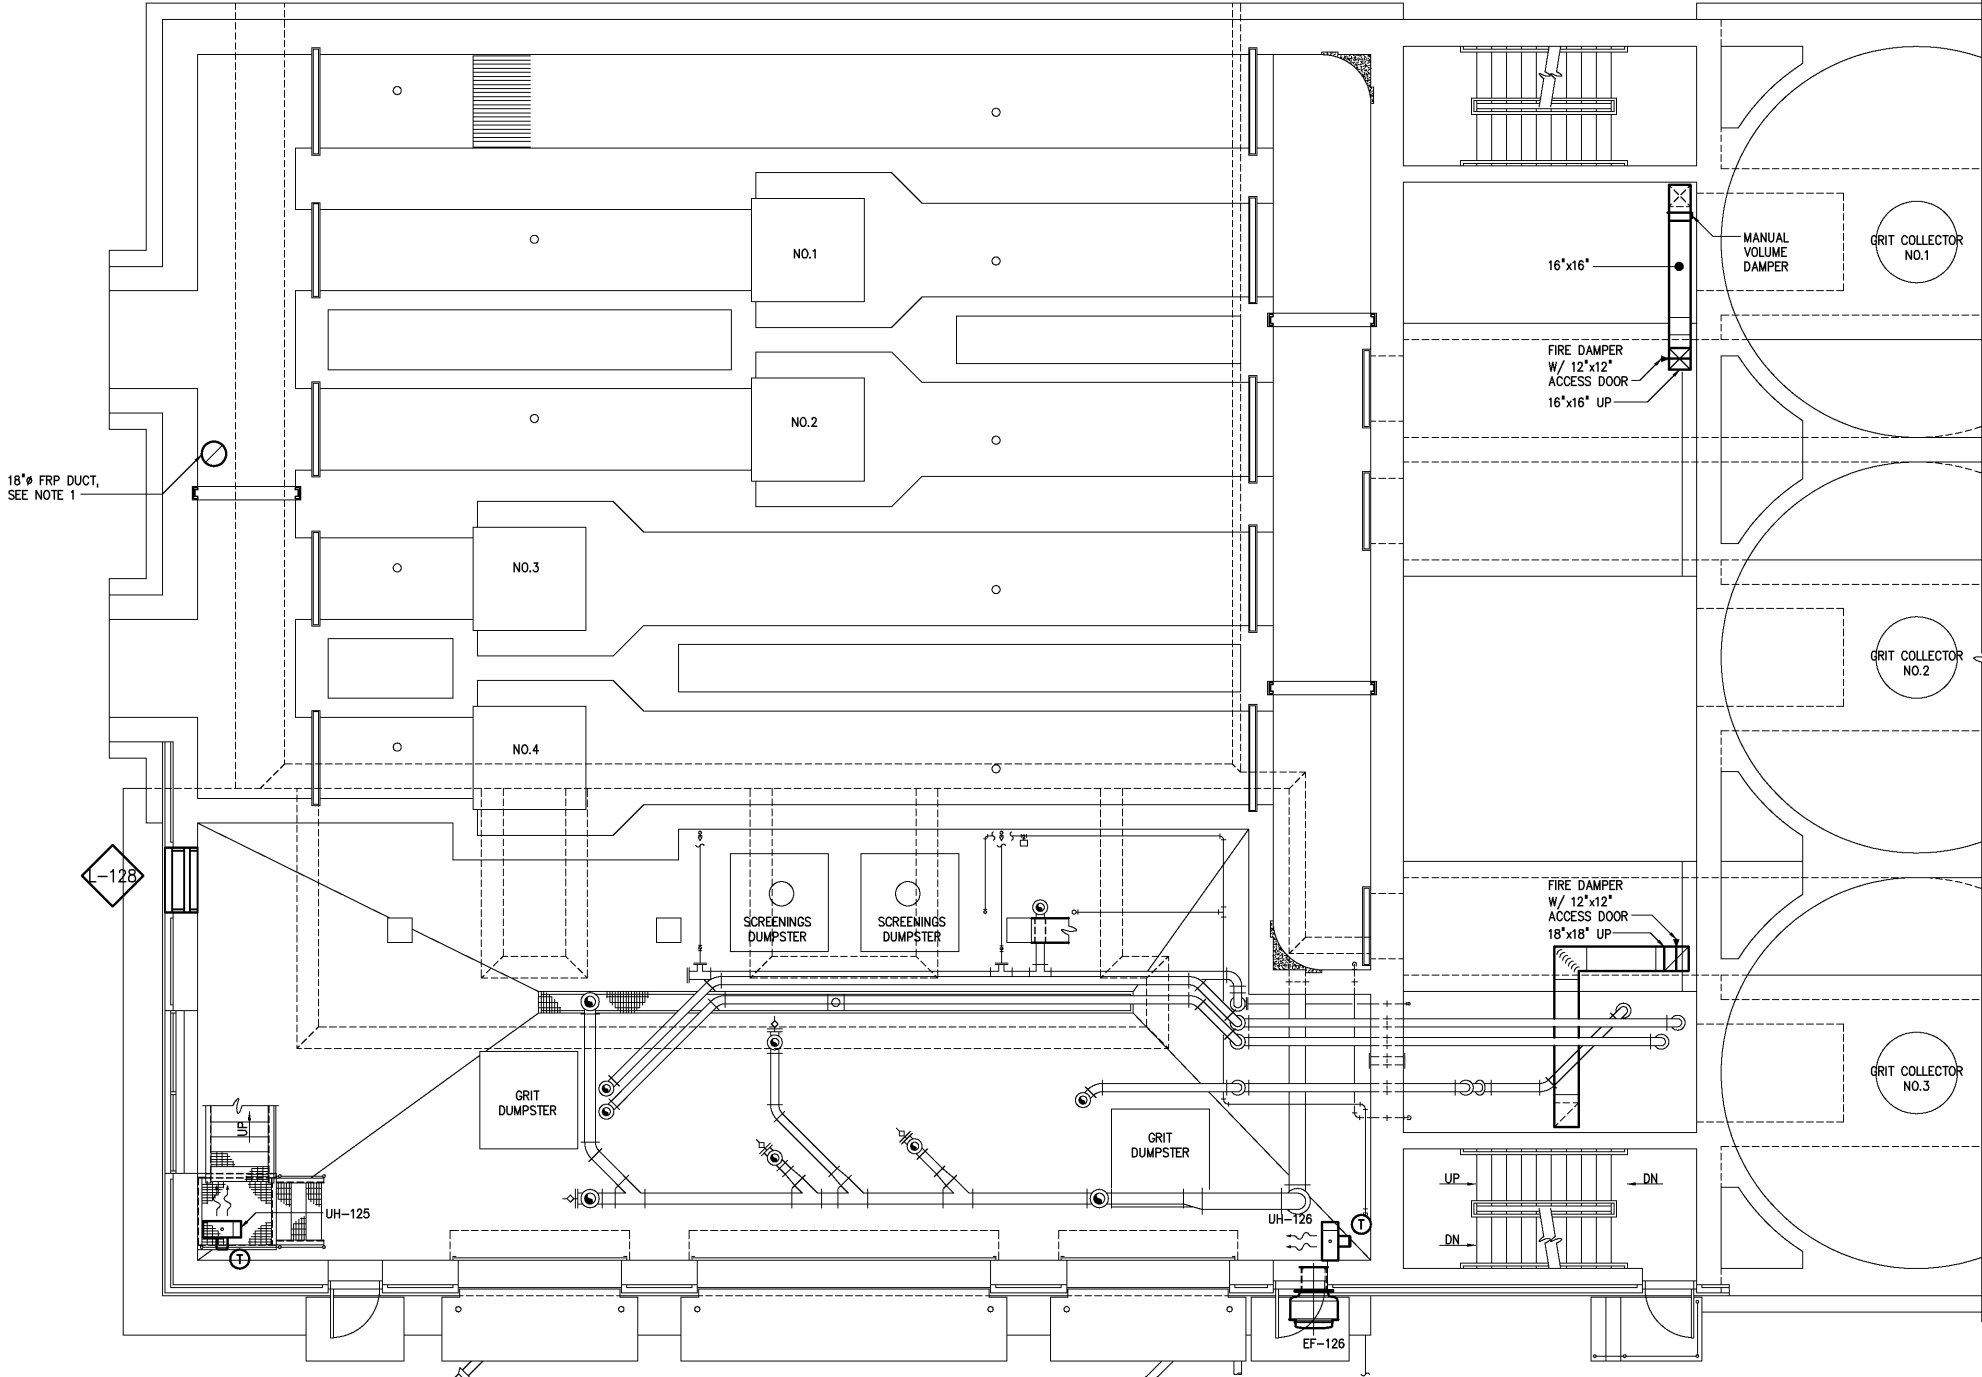 NO.1
MANUAL
VOLUME
DAMPER
GRIT COLLECTOR
NO.1
16"x16"
FIRE DAMPER
W/ 12"x12"
ACCESS DOOR
16"x16" UP
NO.2
18"ø FRP DUCT,
SEE NOTE 1
NO.3
GRIT COLLECTOR
NO.2
NO.4
L-128
FIRE DAMPER
W/ 12"x12"
ACCESS DOOR
18"x18" UP
SCREENINGS
DUMPSTER
SCREENINGS
DUMPSTER
GRIT COLLECTOR
NO.3
GRIT
DUMPSTER
UP
GRIT
DUMPSTER
UP
DN
UH-125
UH-126
T
T
DN
EF-126